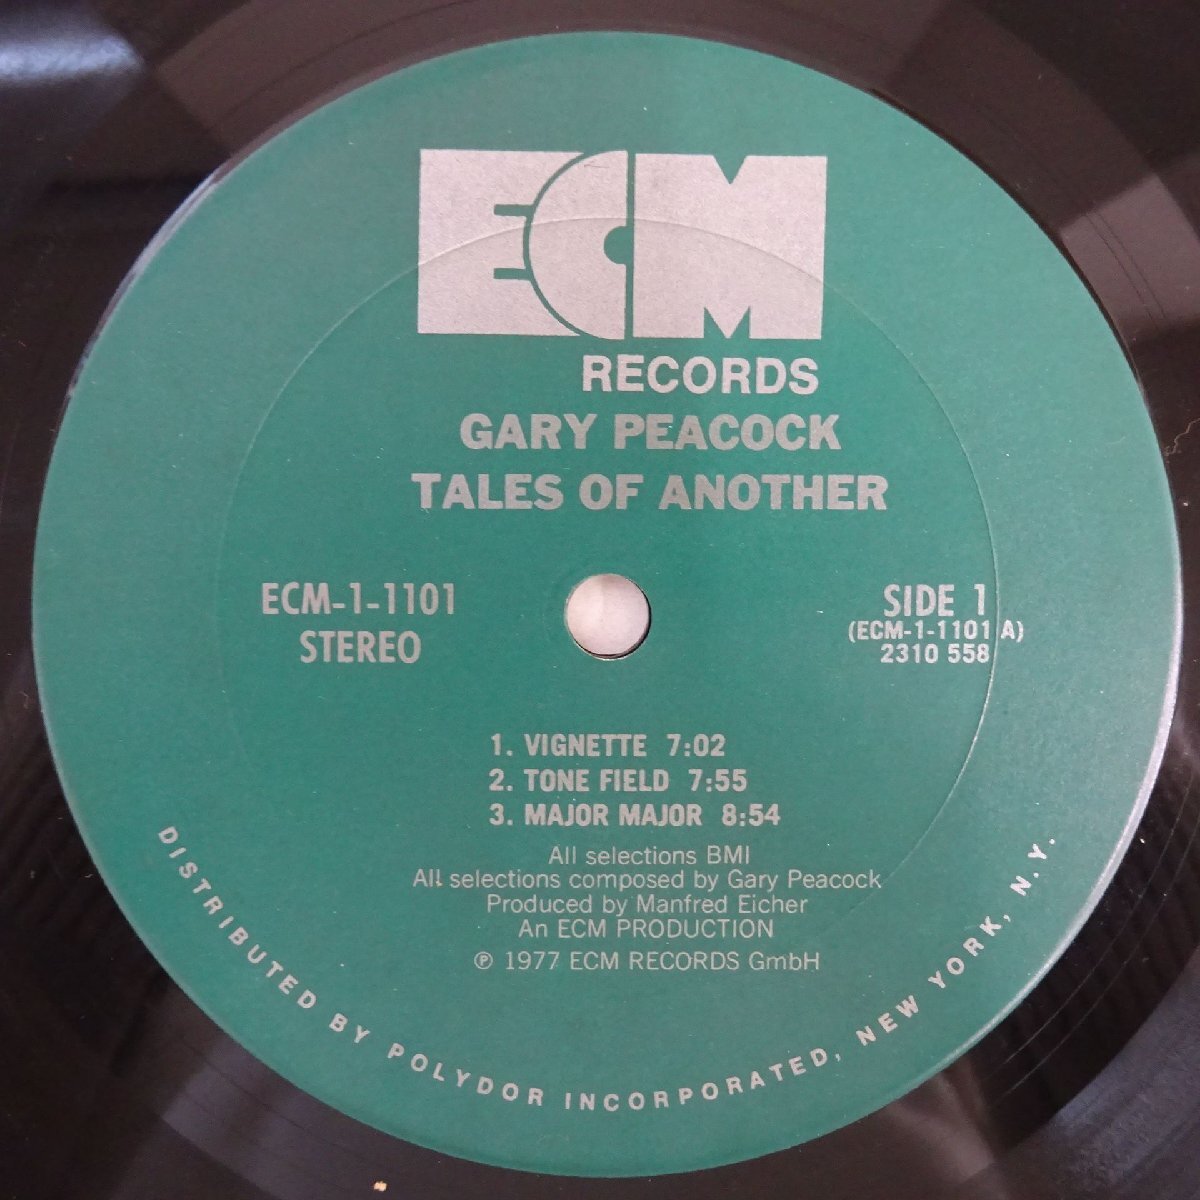 ECM
RECORDS
GARY PEACOCK
TALES OF ANOTHER
ECM-1-1101
STEREO
SIDE 1
(ECM-1-1101 A)
2310 558
1. VIGNETTE 7:02
2. TONE FIELD 7:55
3. MAJOR MAJOR 8:54
All selections BMI
All selections composed by Gary Peacock
Produced by Manfred Eicher
An ECM PRODUCTION
℗ 1977 ECM RECORDS GmbH
DISTRIBUTED BY POLYDOR INCORPORATED, NEW YORK, N.Y.